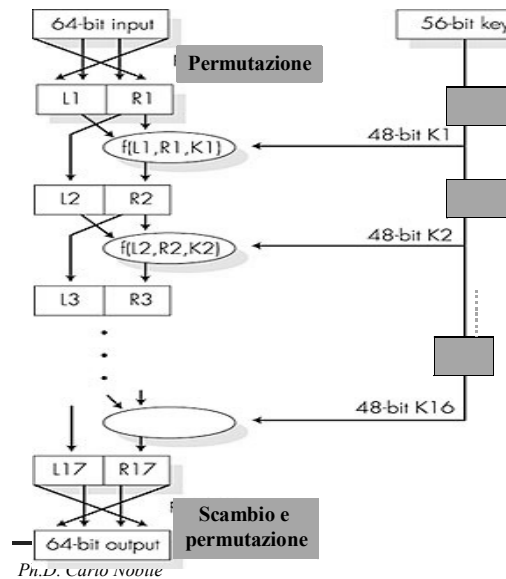 64-bit input
56-bit key
Permutazione
L1 R1
f(L1,R1,K1)
48-bit K1
L2 R2
f(L2,R2,K2)
48-bit K2
L3 R3
48-bit K16
L17 R17
Scambio e
permutazione
64-bit output
Ph.D. Carlo Nobile